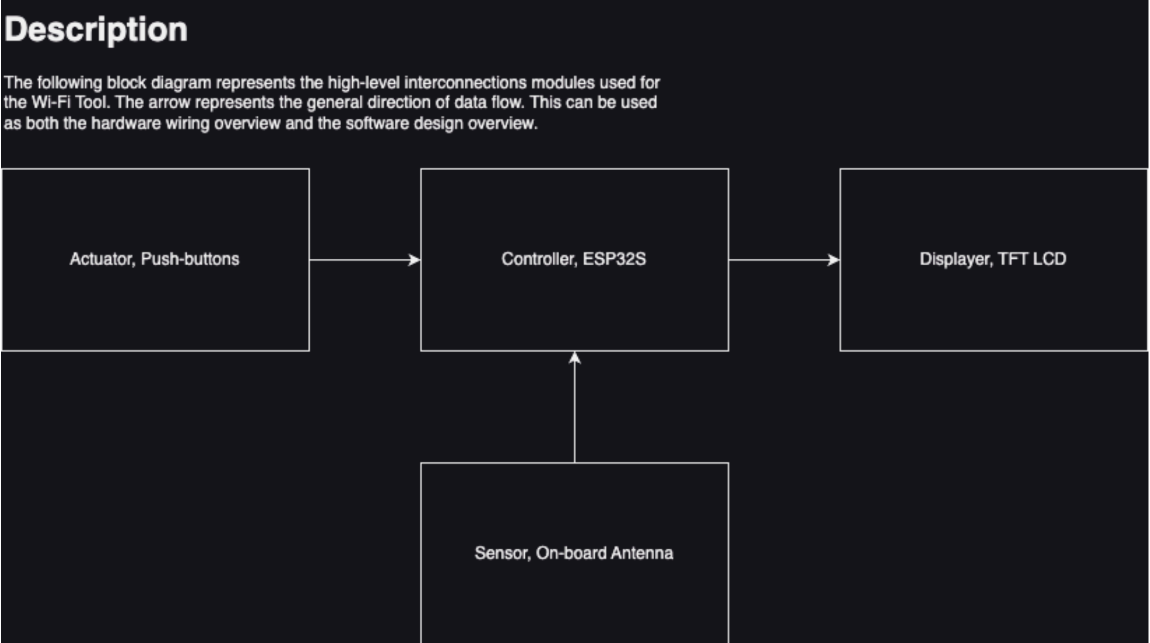 Description
The following block diagram represents the high-level interconnections modules used for
the Wi-Fi Tool. The arrow represents the general direction of data flow. This can be used
as both the hardware wiring overview and the software design overview.
Actuator, Push-buttons
Controller, ESP32S
Displayer, TFT LCD
Sensor, On-board Antenna